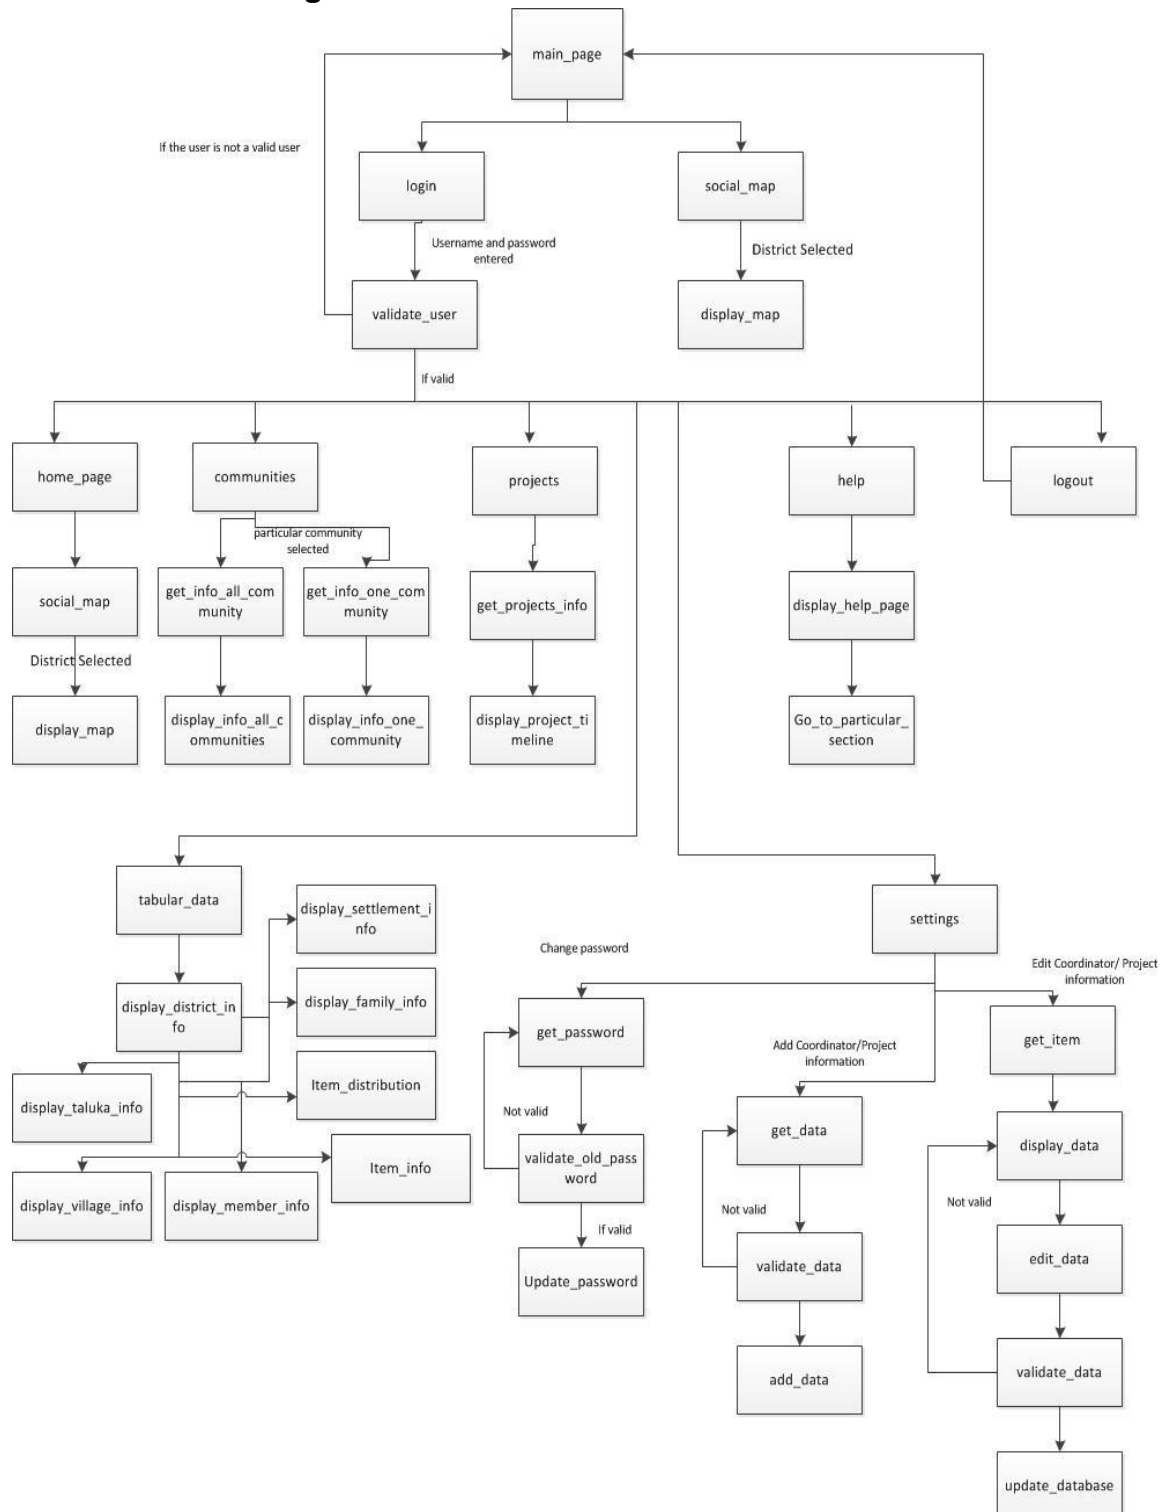 main_page
If the user is not a valid user
login
social_map
Username and password
entered
District Selected
validate_user
display_map
If valid
home_page
communities
projects
help
logout
particular community
selected
social_map
get_info_all_com
munity
get_info_one_com
munity
get_projects_info
display_help_page
District Selected
display_map
display_info_all_c
ommunities
display_info_one_
community
display_project_ti
meline
Go_to_particular_
section
tabular_data
display_settlement_i
nfo
settings
Change password
Edit Coordinator/ Project
information
display_district_in
fo
display_family_info
get_password
get_item
Add Coordinator/Project
information
display_taluka_info
Item_distribution
Not valid
get_data
display_data
validate_old_pass
word
Item_info
display_village_info
display_member_info
Not valid
Not valid
If valid
edit_data
validate_data
Update_password
add_data
validate_data
update_database